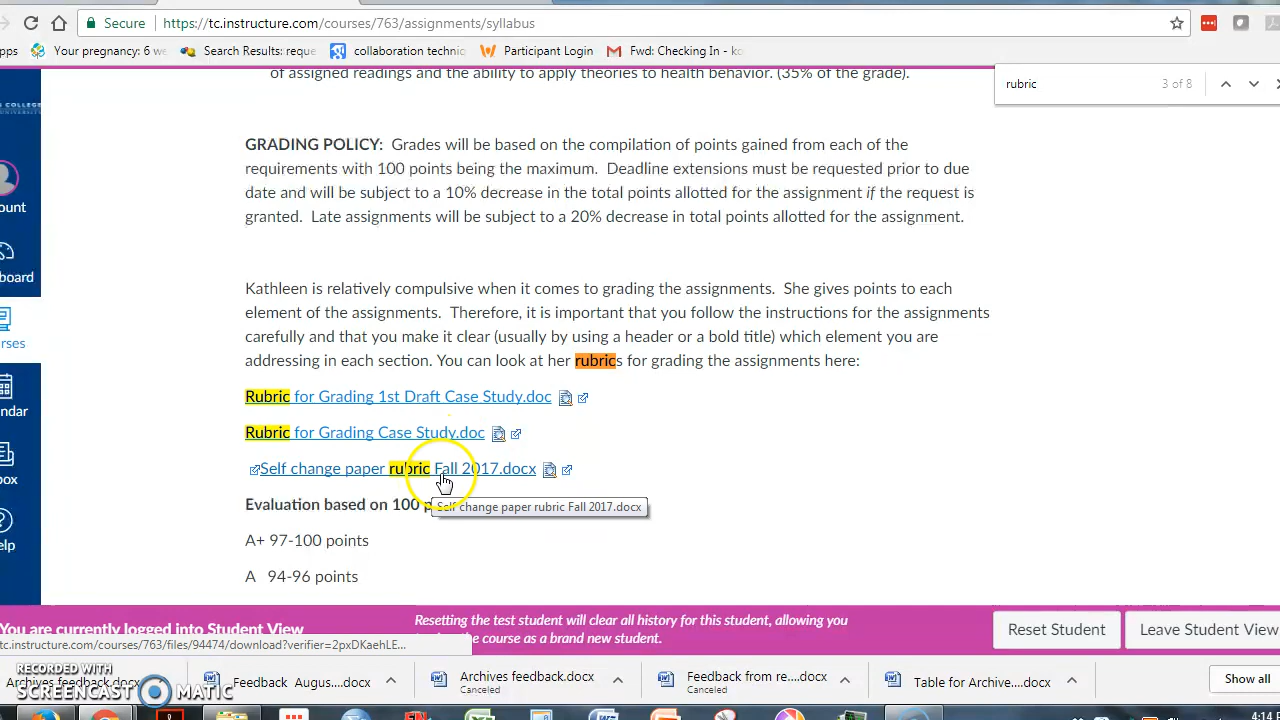 Secure
https://tc.instructure.com/courses/763/assignments/syllabus
pps
Your pregnancy: 6 we
Search Results: reque
collaboration techniq
Participant Login
Fwd: Checking In - ko
rubric
3 of 8
of assigned readings and the ability to apply theories to health behavior. (35% of the grade).
GRADING POLICY: Grades will be based on the compilation of points gained from each of the
requirements with 100 points being the maximum. Deadline extensions must be requested prior to due
date and will be subject to a 10% decrease in the total points allotted for the assignment if the request is
granted. Late assignments will be subject to a 20% decrease in total points allotted for the assignment.
Kathleen is relatively compulsive when it comes to grading the assignments. She gives points to each
element of the assignments. Therefore, it is important that you follow the instructions for the assignments
carefully and that you make it clear (usually by using a header or a bold title) which element you are
addressing in each section. You can look at her rubrics for grading the assignments here:
Rubric for Grading 1st Draft Case Study.doc
Rubric for Grading Case Study.doc
Self change paper rubric Fall 2017.docx
Evaluation based on 100 p
Self change paper rubric Fall 2017.docx
A+ 97-100 points
A 94-96 points
COLLEGE
UNIVERSITY
ount
board
rses
ndar
box
elp
You are currently logged into Student View
Resetting the test student will clear all history for this student, allowing you
the course as a brand new student.
Reset Student
Leave Student View
tc.instructure.com/courses/763/files/94474/download?verifier=2pxDKaehLE...
RECORDED WITH
SCREENCAST MATIC
Archives feedback.docx
Feedback Augus....docx
Archives feedback.docx
Canceled
Feedback from re....docx
Canceled
Table for Archive....docx
Show all
4:14